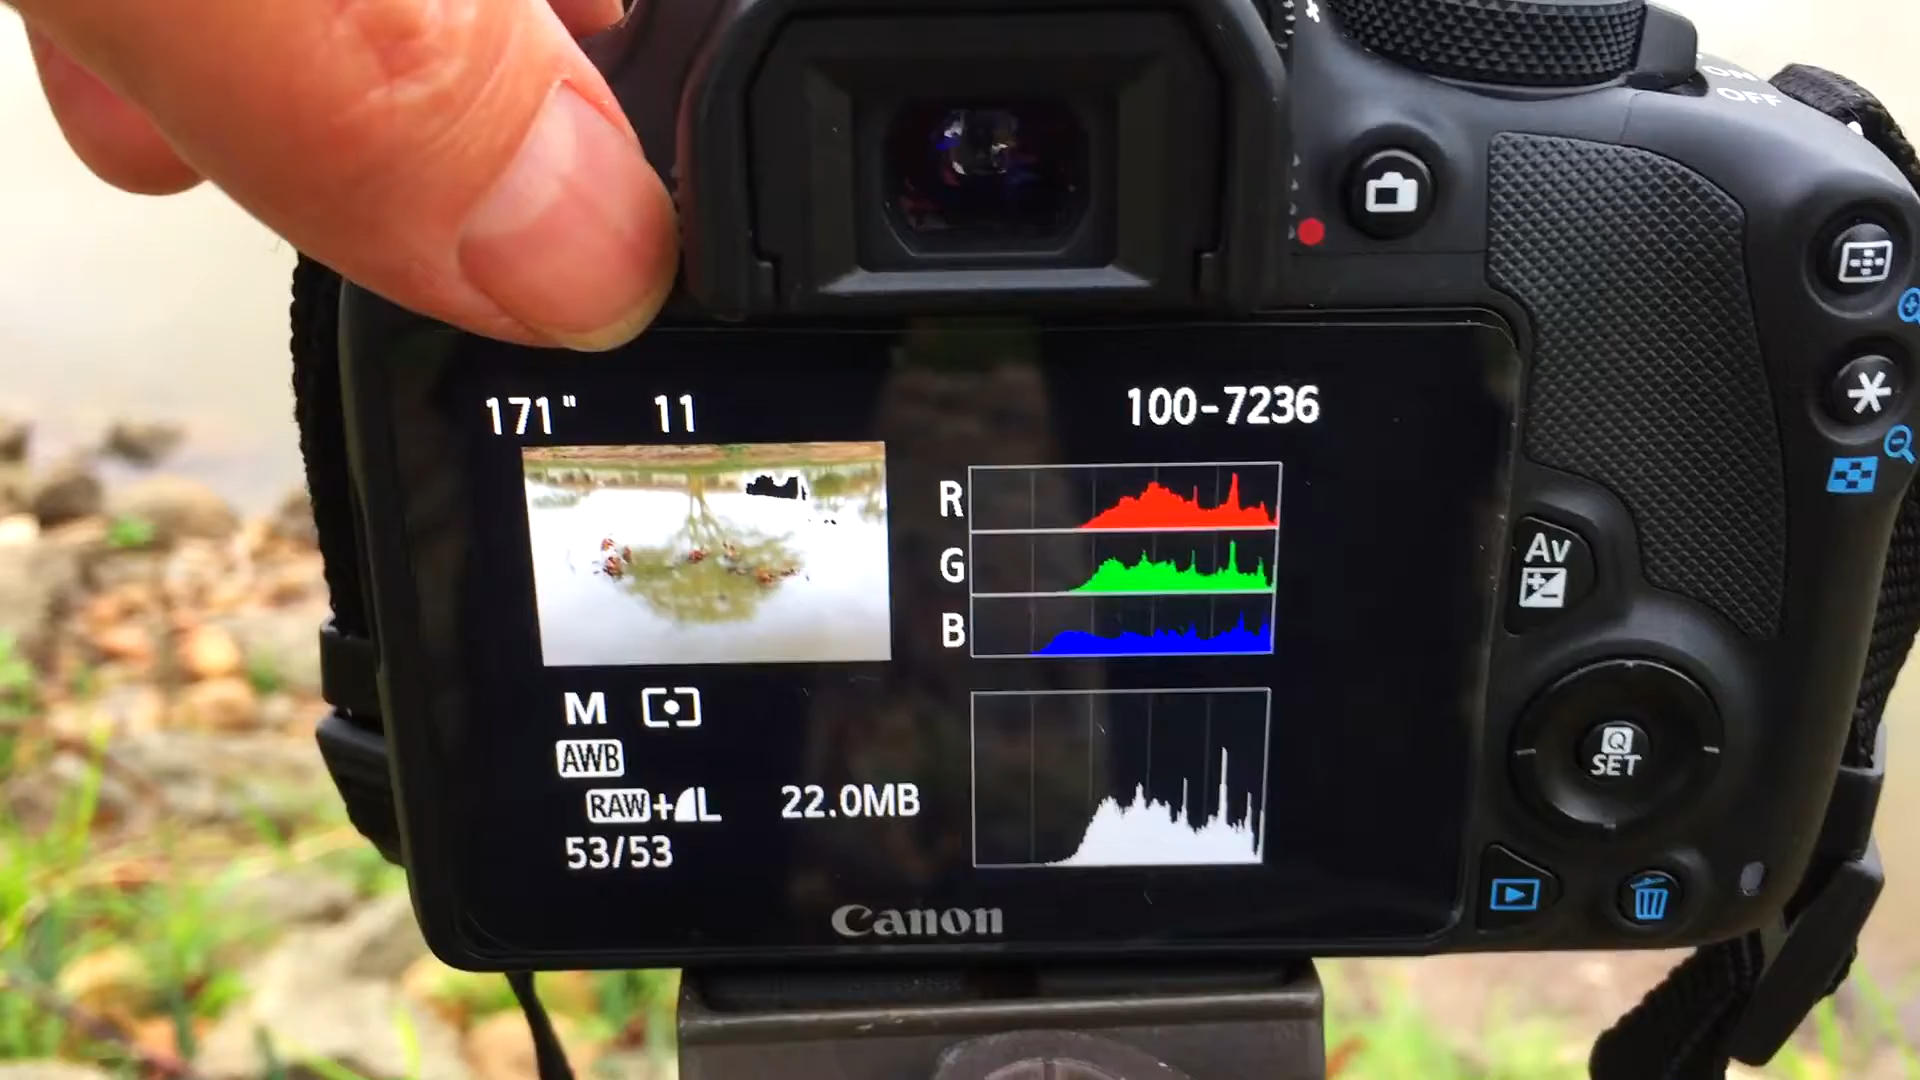 ON
OFF
171" 11 100-7236
R
G
B
M
AWB
RAW+L 22.0MB
53/53
Canon
Av
Q
SET